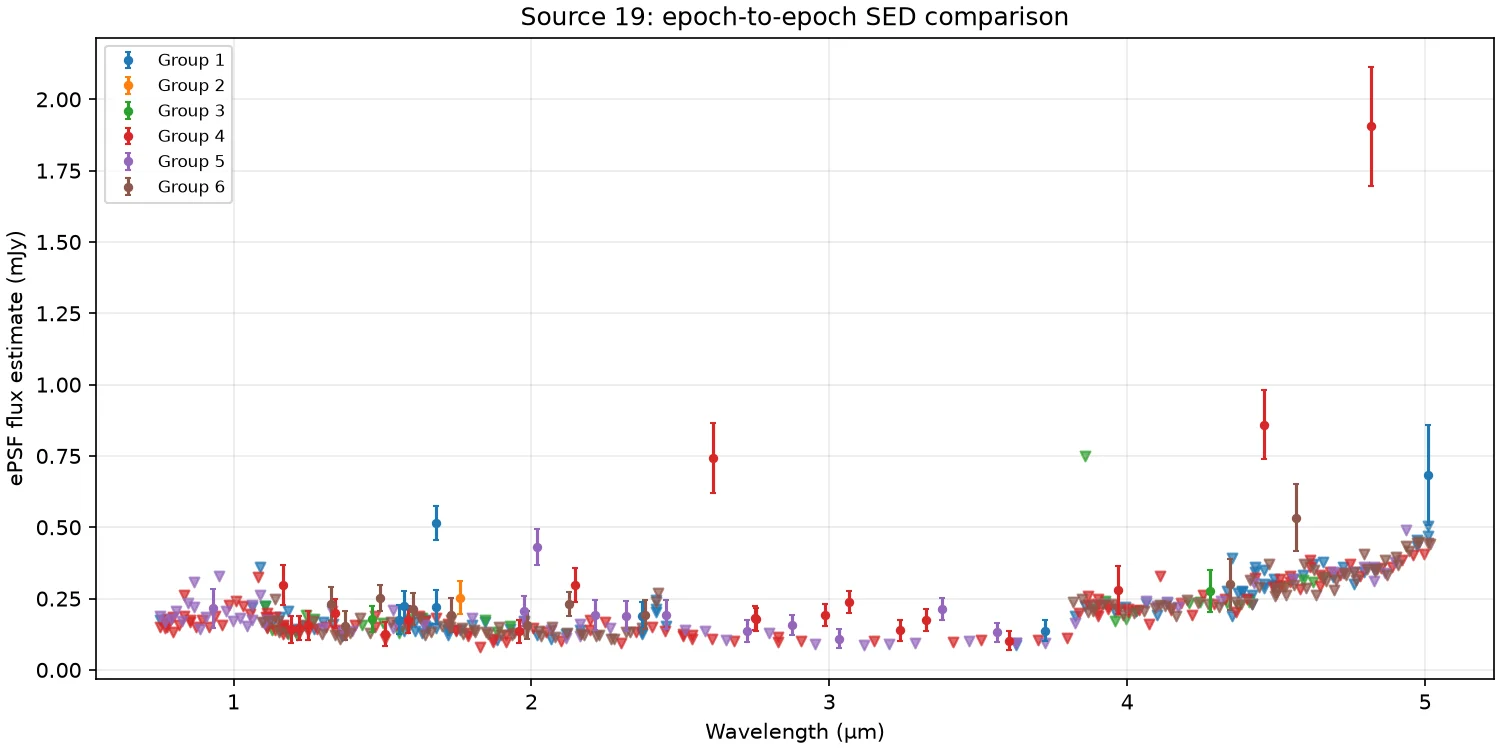 Source 19: epoch-to-epoch SED comparison
Group 1
Group 2
Group 3
Group 4
Group 5
Group 6
ePSF flux estimate (mJy)
2.00
1.75
1.50
1.25
1.00
0.75
0.50
0.25
0.00
1 2 3 4 5
Wavelength (μm)